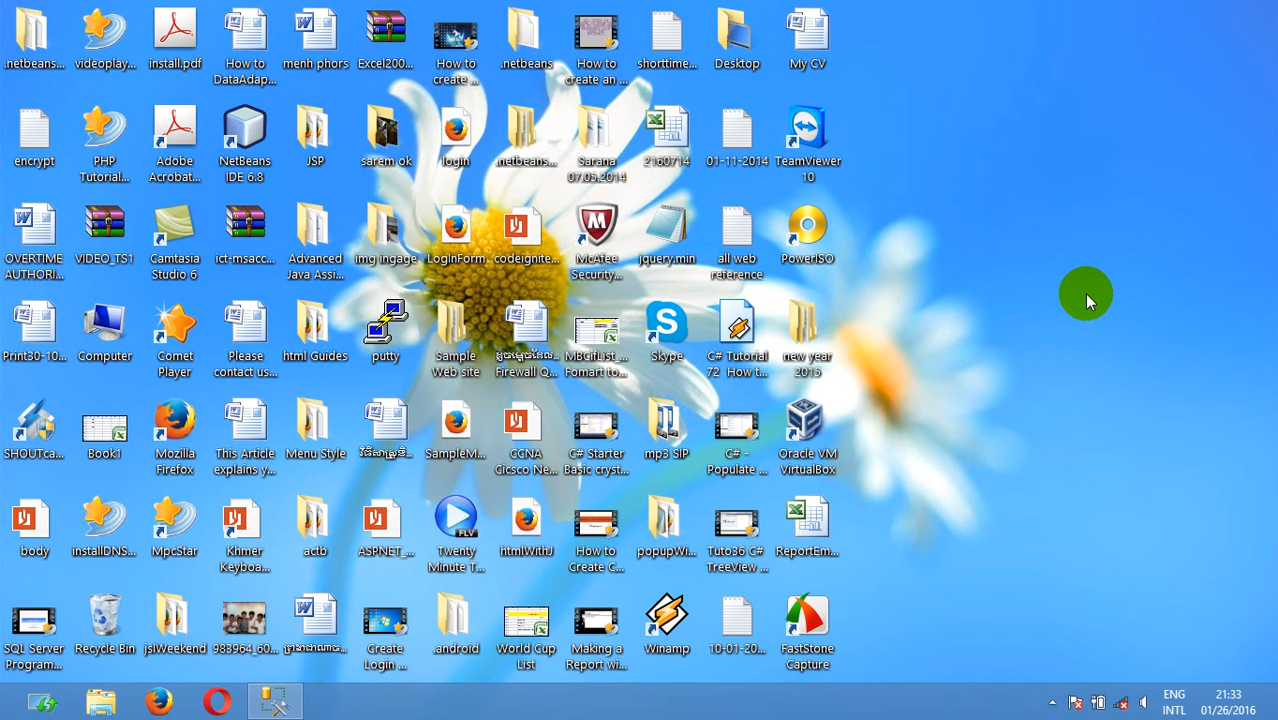 .netbeans...
videoplay...
install.pdf
How to
DataAdap...
menh phors
Excel200...
How to
create ...
.netbeans
How to
create an ...
shorttime...
Desktop
My CV
encrypt
PHP
Tutorial...
Adobe
Acrobat...
NetBeans
IDE 6.8
JSP
sarem ok
login
.netbeans...
Sarana
07.05.2014
2160714
01-11-2014
TeamViewer
10
OVERTIME
AUTHORI...
VIDEO_TS1
Camtasia
Studio 6
ict-msacc...
Advanced
Java Assi...
img ingage
LoginForm
codeignite...
McAfee
Security...
jquery.min
all web
reference
PowerISO
Print30-10...
Computer
Comet
Player
Please
contact us...
html Guides
putty
Sample
Web site
Firewall Q...
MBGifList_...
Fomart to...
Skype
C# Tutorial
72 How t...
new year
2015
SHOUTca...
Book1
Mozilla
Firefox
This Article
explains y...
Menu Style
SampleM...
CCNA
Cicsco Ne...
C# Starter
Basic cryst...
mp3 SIP
C# -
Populate ...
Oracle VM
VirtualBox
body
installDNS...
MpcStar
Khmer
Keyboa...
actb
ASPNET_...
Twenty
Minute T...
htmlWithJ
How to
Create C...
popupWi...
Tuto36 C#
TreeView ...
ReportEm...
SQL Server
Program...
Recycle Bin
jslWeekend
983964_60...
Create
Login ...
.android
World Cup
List
Making a
Report wi...
Winamp
10-01-20...
FastStone
Capture
ENG
INTL
21:33
01/26/2016